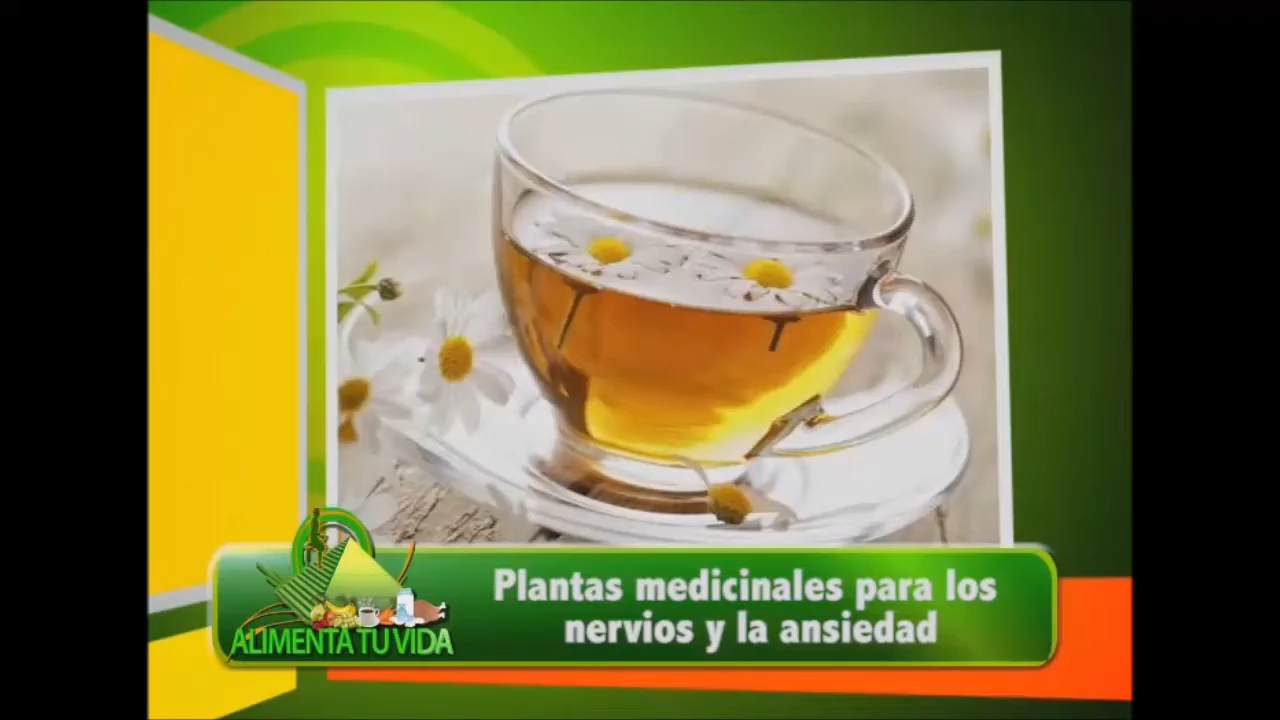 Plantas medicinales para los
nervios y la ansiedad
ALIMENTA TU VIDA